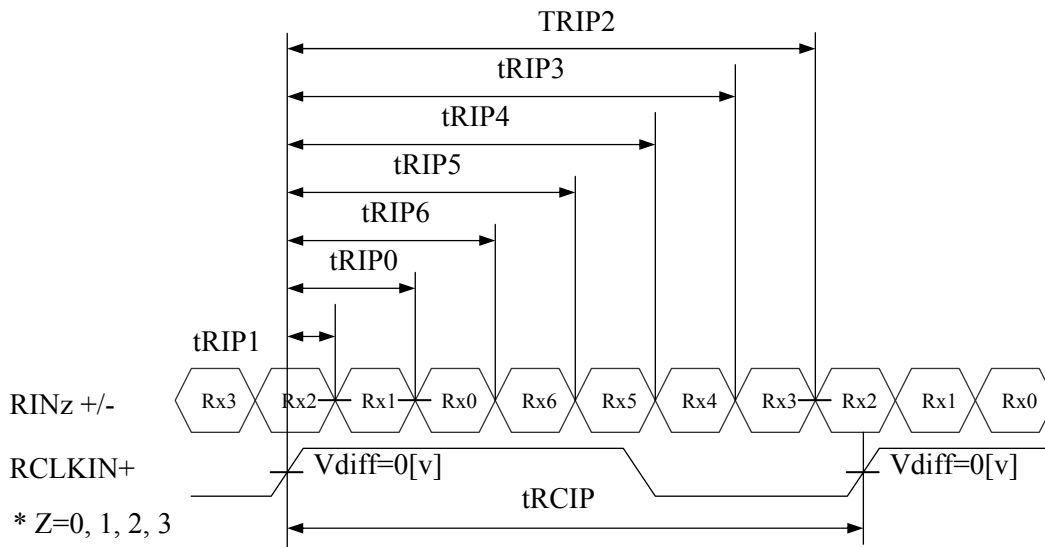 TRIP2
tRIP3
tRIP4
tRIP5
tRIP6
tRIP0
tRIP1
RINz +/- Rx3 Rx2 Rx1 Rx0 Rx6 Rx5 Rx4 Rx3 Rx2 Rx1 Rx0
RCLKIN+ Vdiff=0[v] Vdiff=0[v]
tRCIP
* Z=0, 1, 2, 3